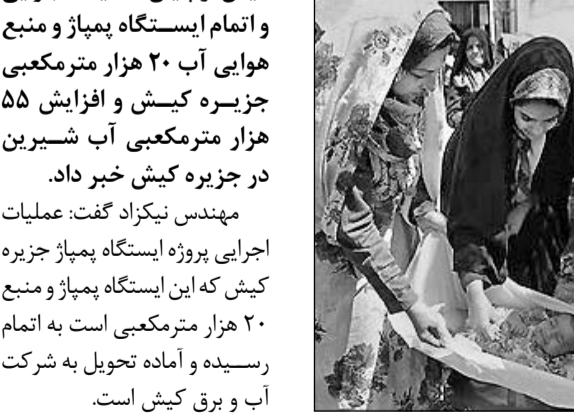 و اتمام ایستگاه پمپاژ و منبع
هوایی آب ۲۰ هزار مترمکعبی
جزیره کیش و افزایش ۵۵
هزار مترمکعبی آب شیرین
در جزیره کیش خبر داد.
مهندس نیکزاد گفت: عملیات
اجرایی پروژه ایستگاه پمپاژ جزیره
کیش که این ایستگاه پمپاژ و منبع
۲۰ هزار مترمکعبی است به اتمام
رسیده و آماده تحویل به شرکت
آب و برق کیش است.